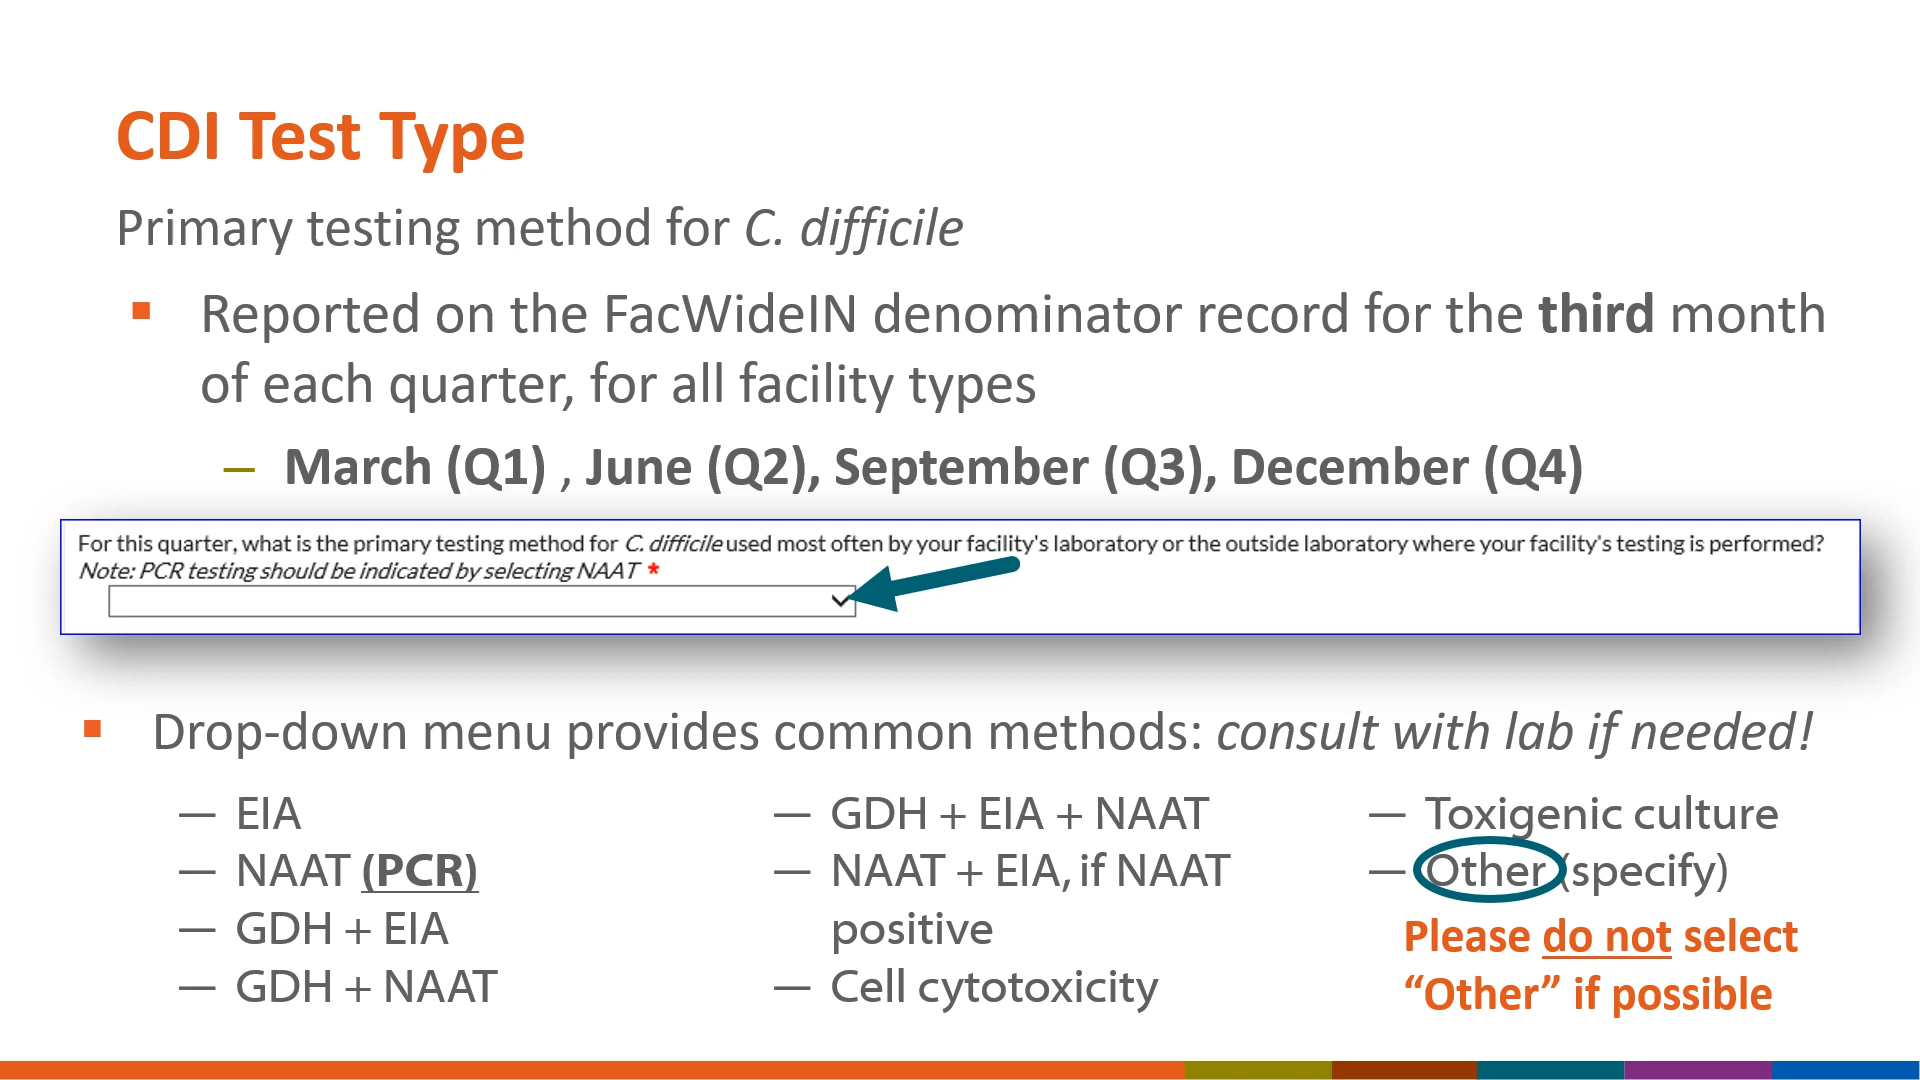 CDI Test Type
Primary testing method for C. difficile
▪ Reported on the FacWideIN denominator record for the third month
of each quarter, for all facility types
– March (Q1) , June (Q2), September (Q3), December (Q4)
For this quarter, what is the primary testing method for C. difficile used most often by your facility's laboratory or the outside laboratory where your facility's testing is performed?
Note: PCR testing should be indicated by selecting NAAT *
▪ Drop-down menu provides common methods: consult with lab if needed!
— EIA
— NAAT (PCR)
— GDH + EIA
— GDH + NAAT
— GDH + EIA + NAAT
— NAAT + EIA, if NAAT
positive
— Cell cytotoxicity
— Toxigenic culture
— Other (specify)
Please do not select
“Other” if possible